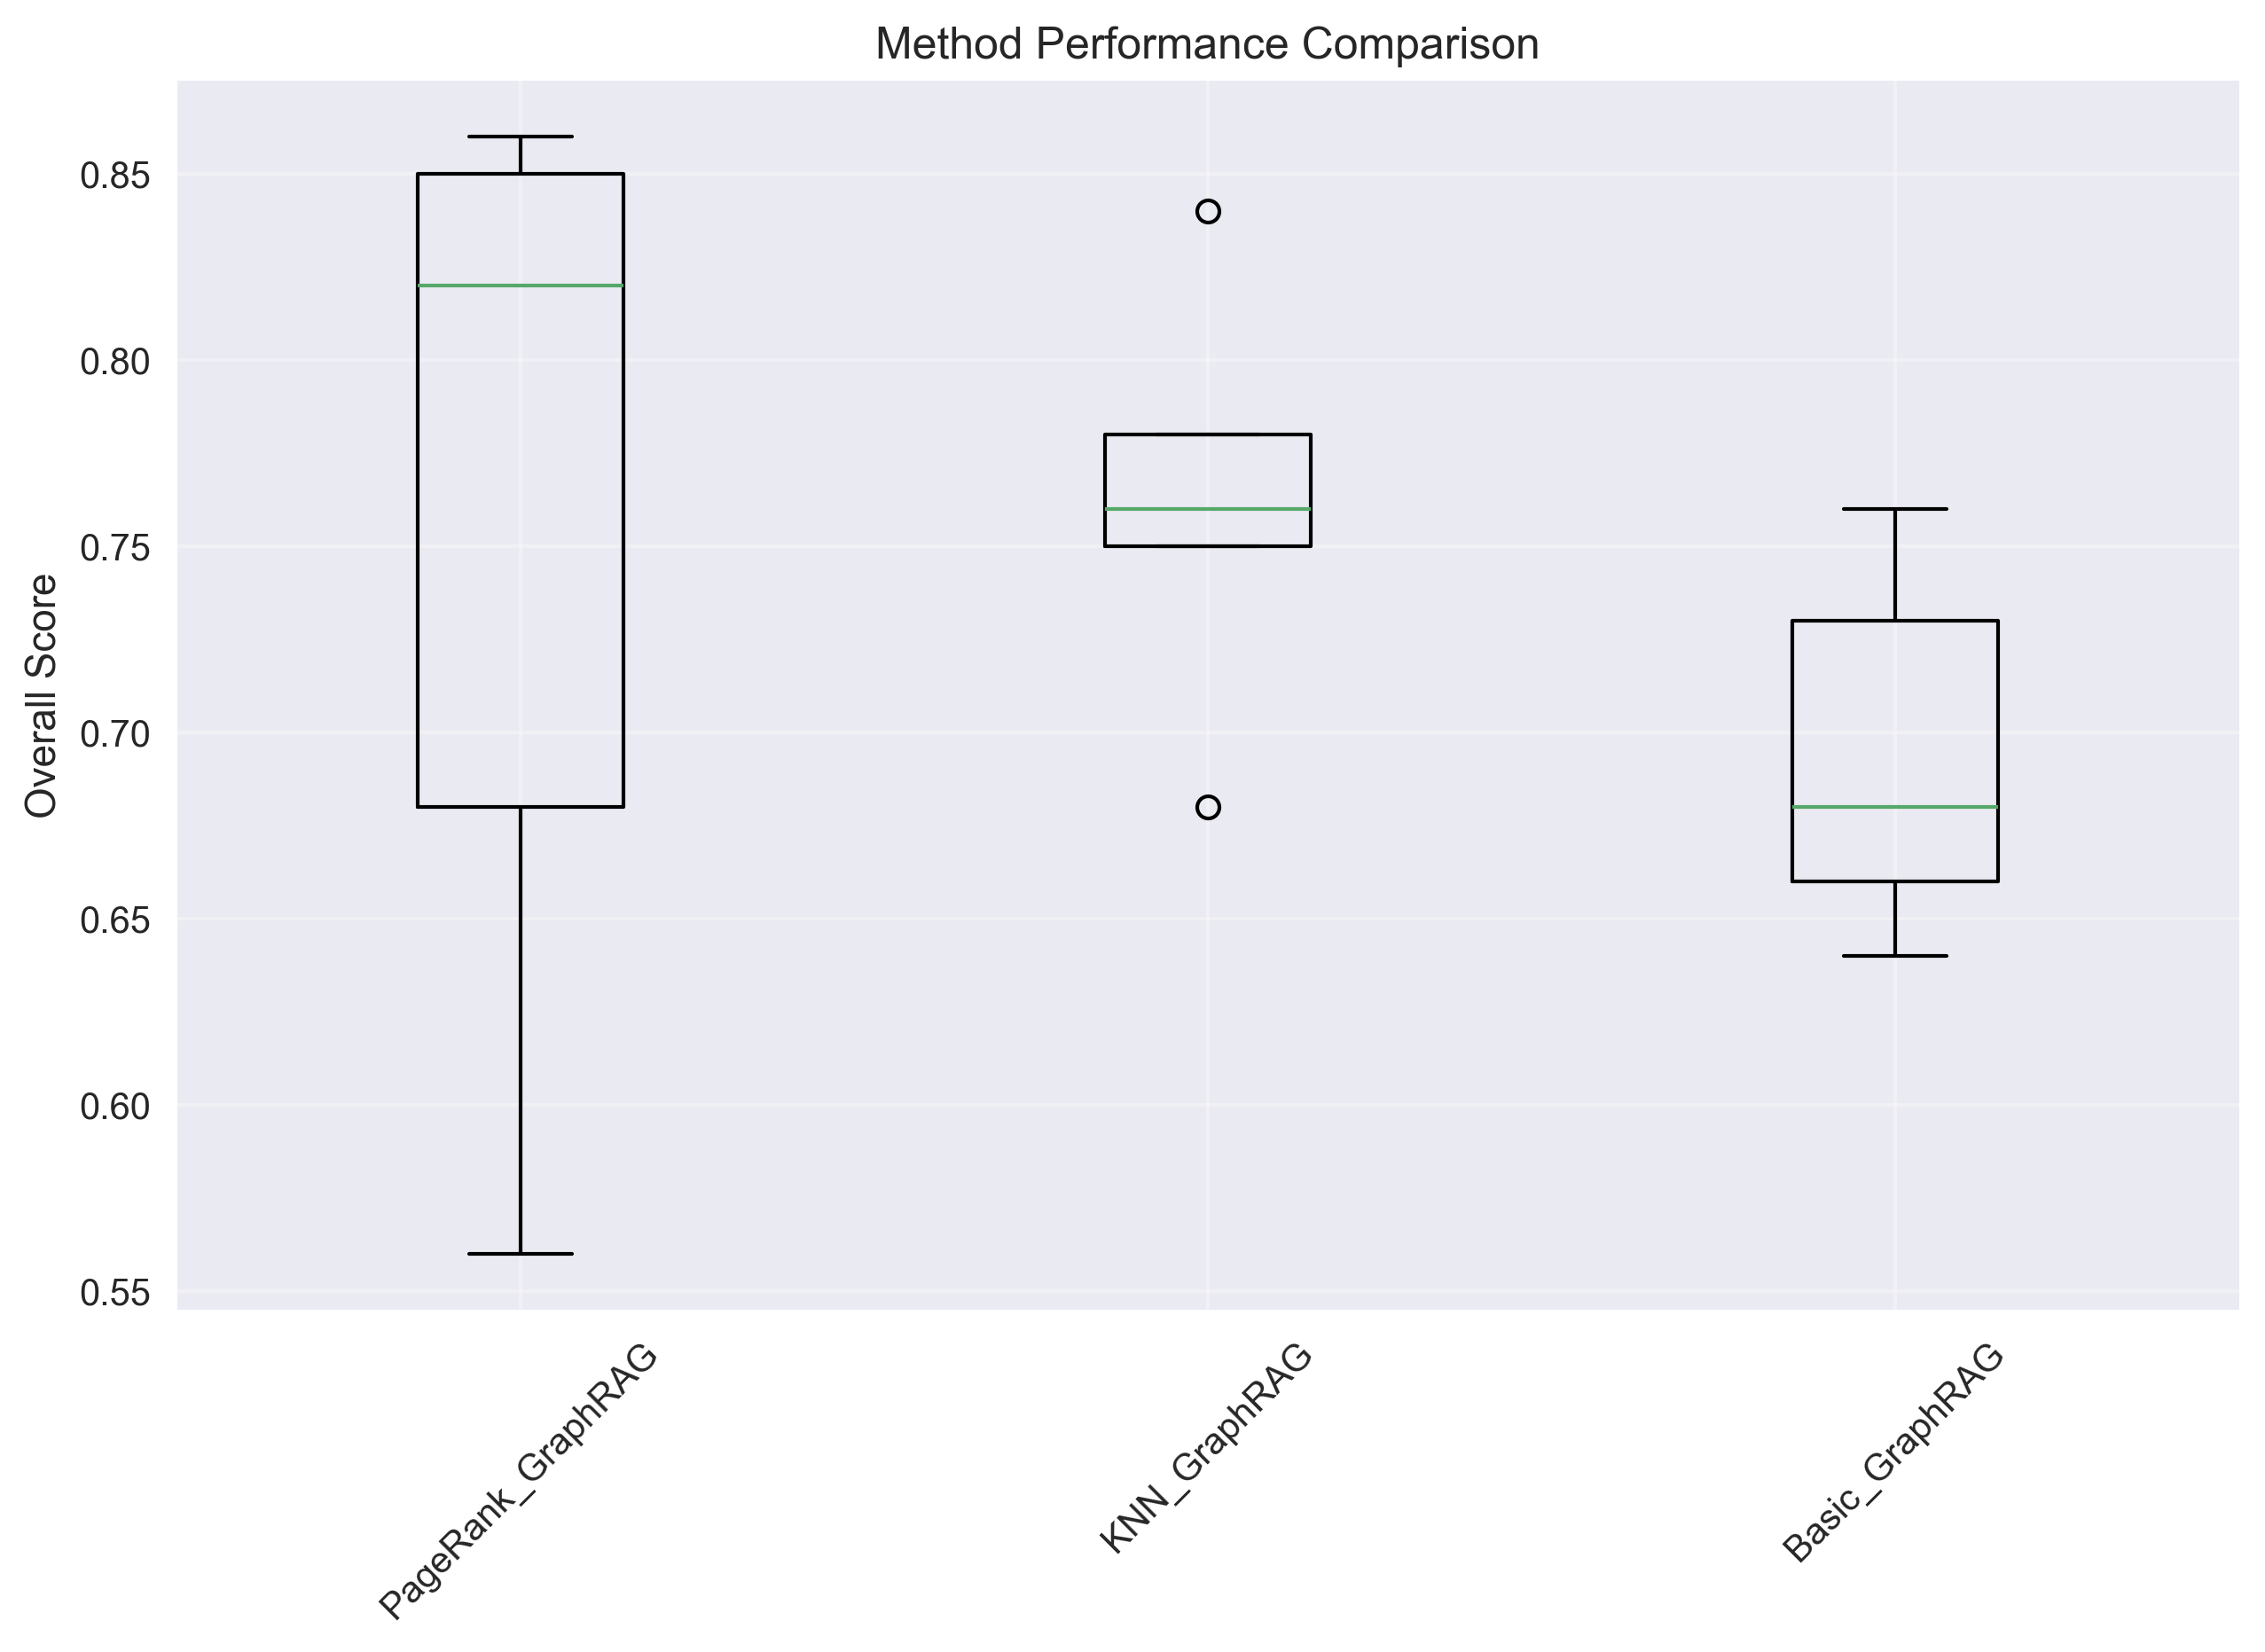 Method Performance Comparison
Overall Score
0.85
0.80
0.75
0.70
0.65
0.60
0.55
PageRank_GraphRAG
KNN_GraphRAG
Basic_GraphRAG